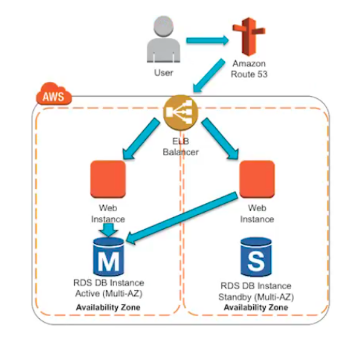 User
Amazon
Route 53
AWS
ELB
Balancer
Web
Instance
Web
Instance
M
S
RDS DB Instance
Active (Multi-AZ)
RDS DB Instance
Standby (Multi-AZ)
Availability Zone
Availability Zone